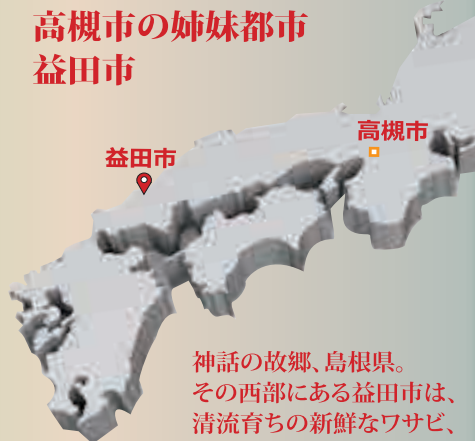 高槻市の姉妹都市
益田市
高槻市
益田市
神話の故郷、島根県。
その西部にある益田市は、
清流育ちの新鮮なワサビ、